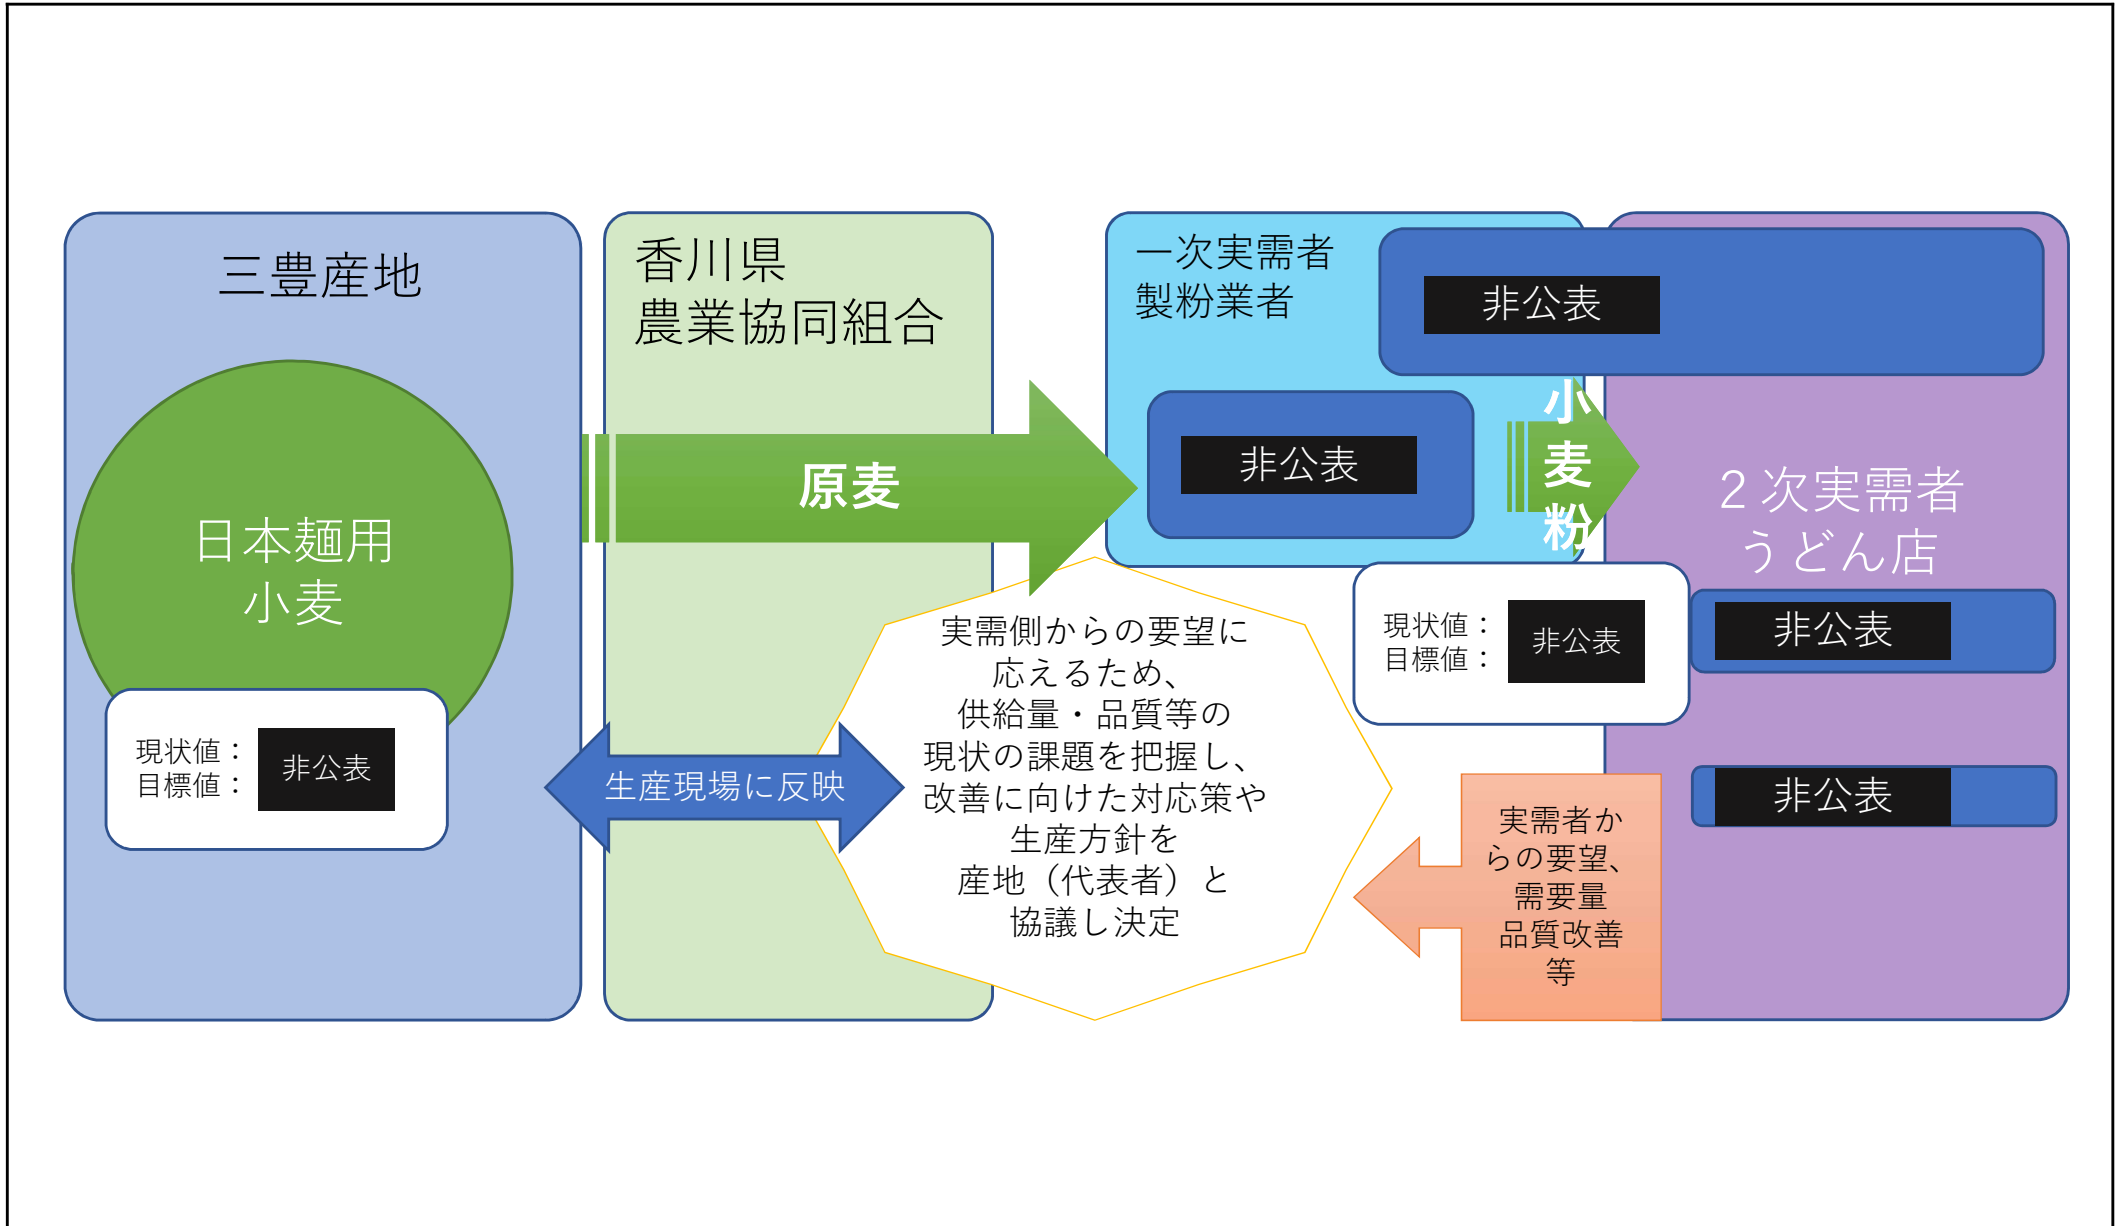 三豊産地
日本麺用
小麦
現状値：
目標値：
非公表
香川県
農業協同組合
原麦
生産現場に反映
実需側からの要望に
応えるため、
供給量・品質等の
現状の課題を把握し、
改善に向けた対応策や
生産方針を
産地（代表者）と
協議し決定
一次実需者
製粉業者
非公表
非公表
小
麦
粉
２次実需者
うどん店
現状値：
目標値：
非公表
非公表
非公表
実需者か
らの要望、
需要量
品質改善
等